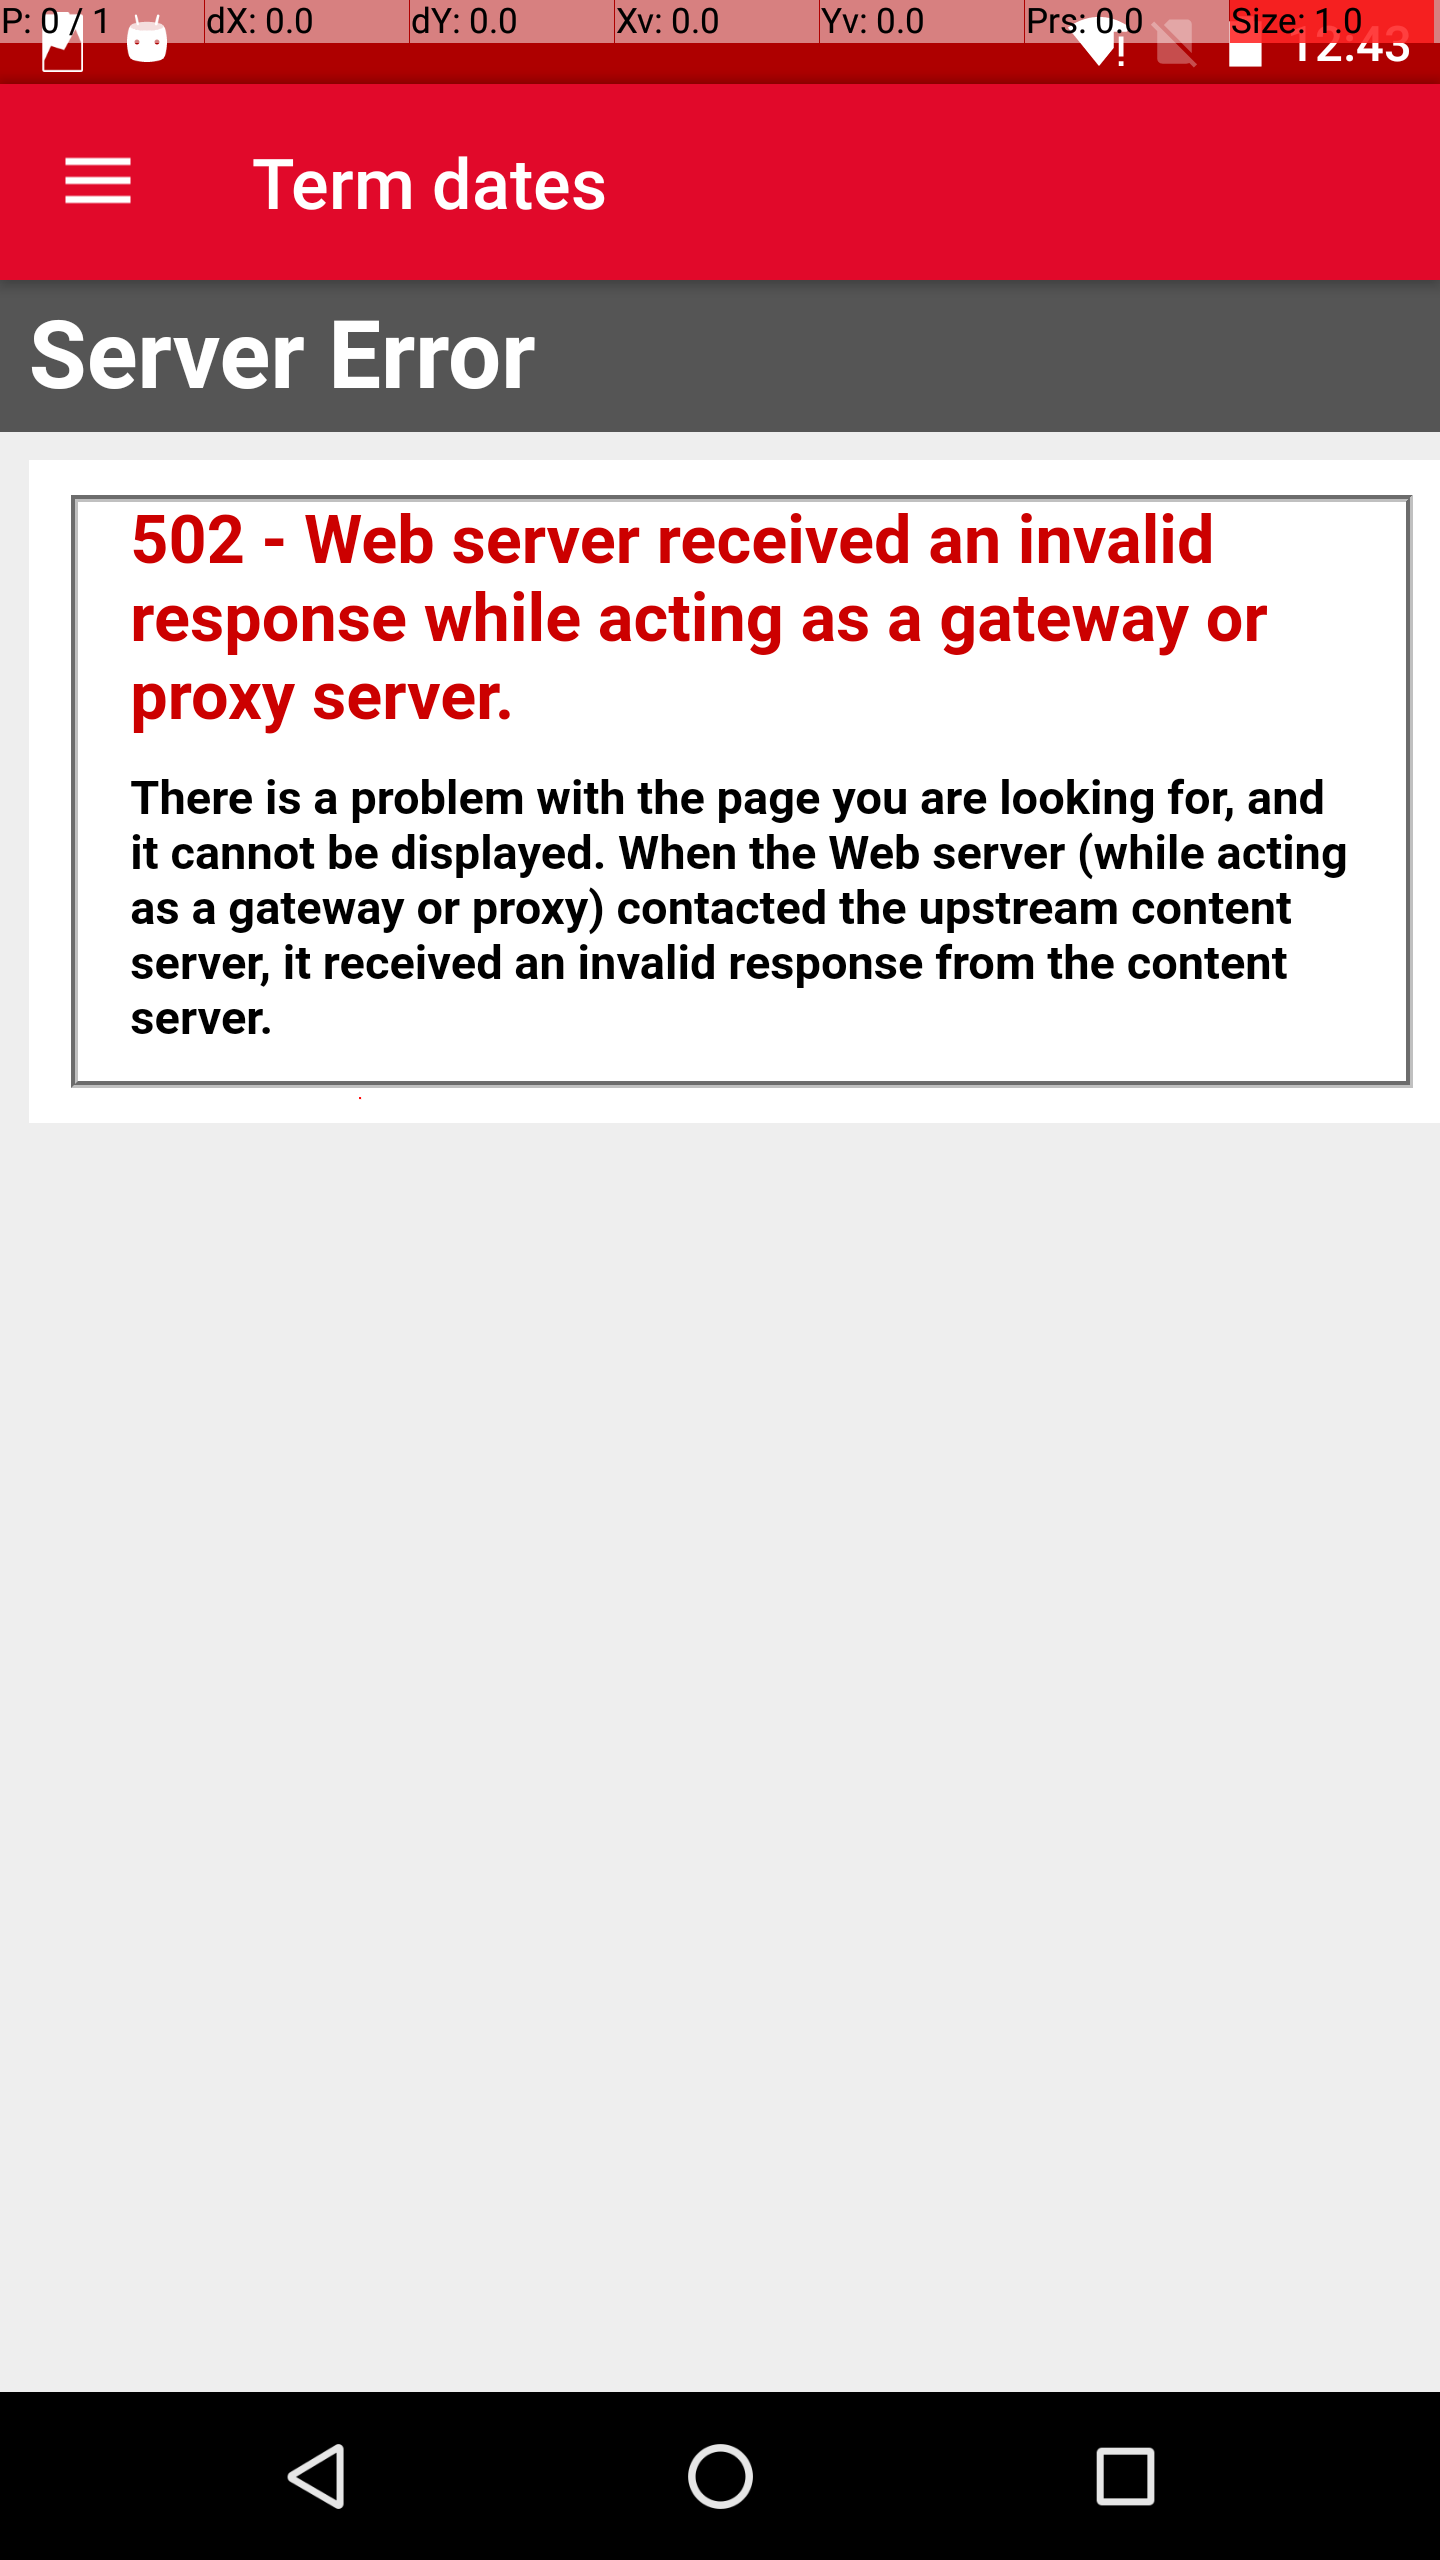 P: 0 / 1 dX: 0.0 dY: 0.0 Xv: 0.0 Yv: 0.0 Prs: 0.0 Size: 1.0
12:43
Term dates
Server Error
502 - Web server received an invalid
response while acting as a gateway or
proxy server.
There is a problem with the page you are looking for, and
it cannot be displayed. When the Web server (while acting
as a gateway or proxy) contacted the upstream content
server, it received an invalid response from the content
server.